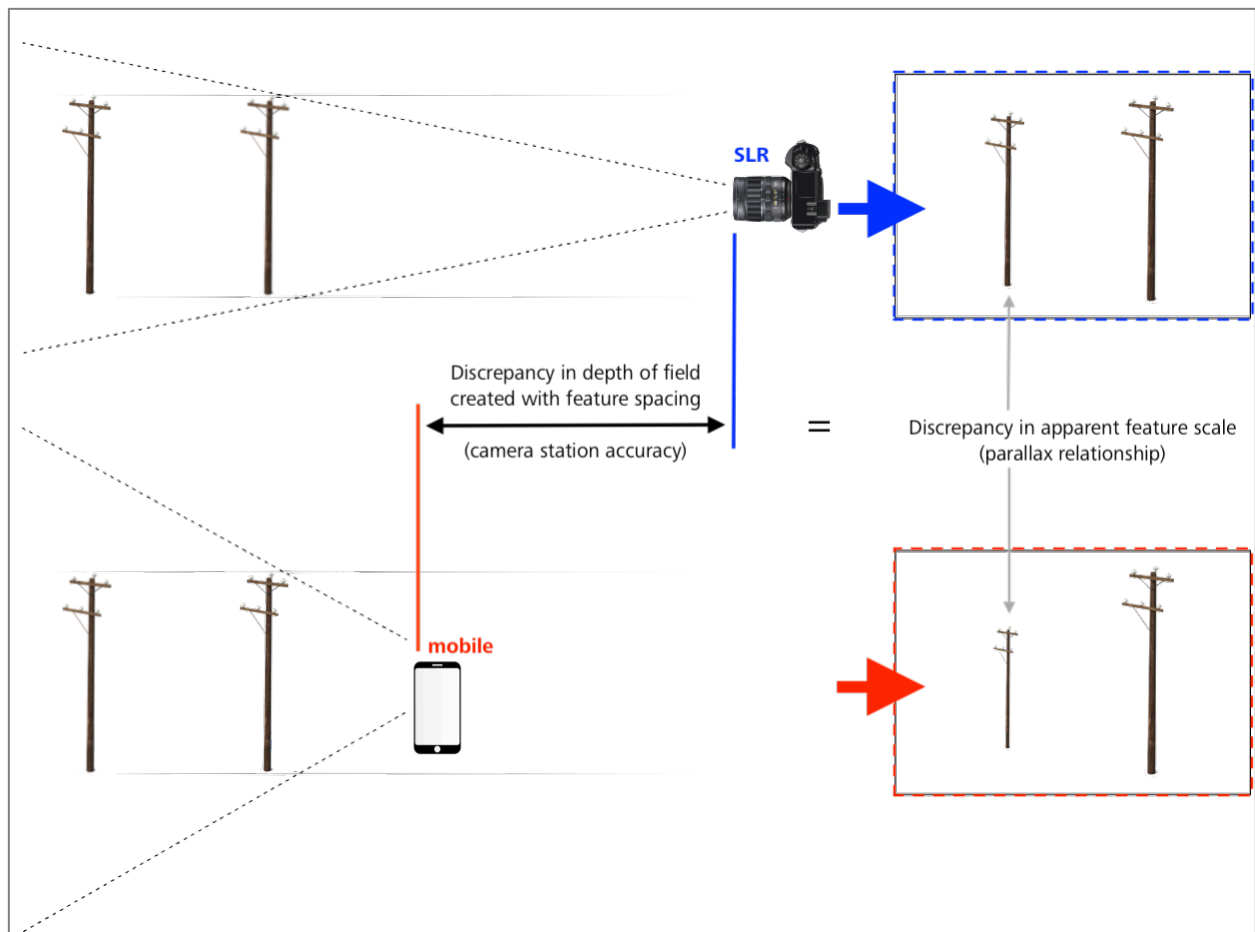 SLR
Discrepancy in depth of field
created with feature spacing
(camera station accuracy)
=
Discrepancy in apparent feature scale
(parallax relationship)
mobile